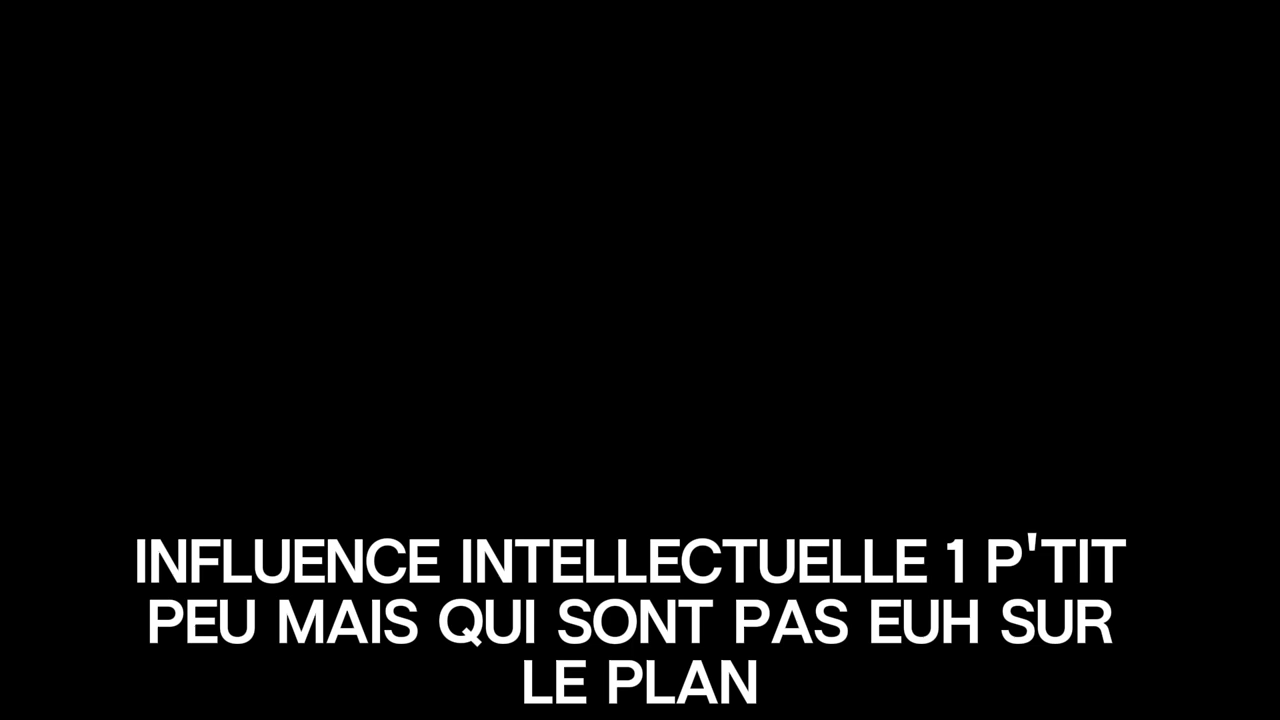 INFLUENCE INTELLECTUELLE 1 P'TIT
PEU MAIS QUI SONT PAS EUH SUR
LE PLAN